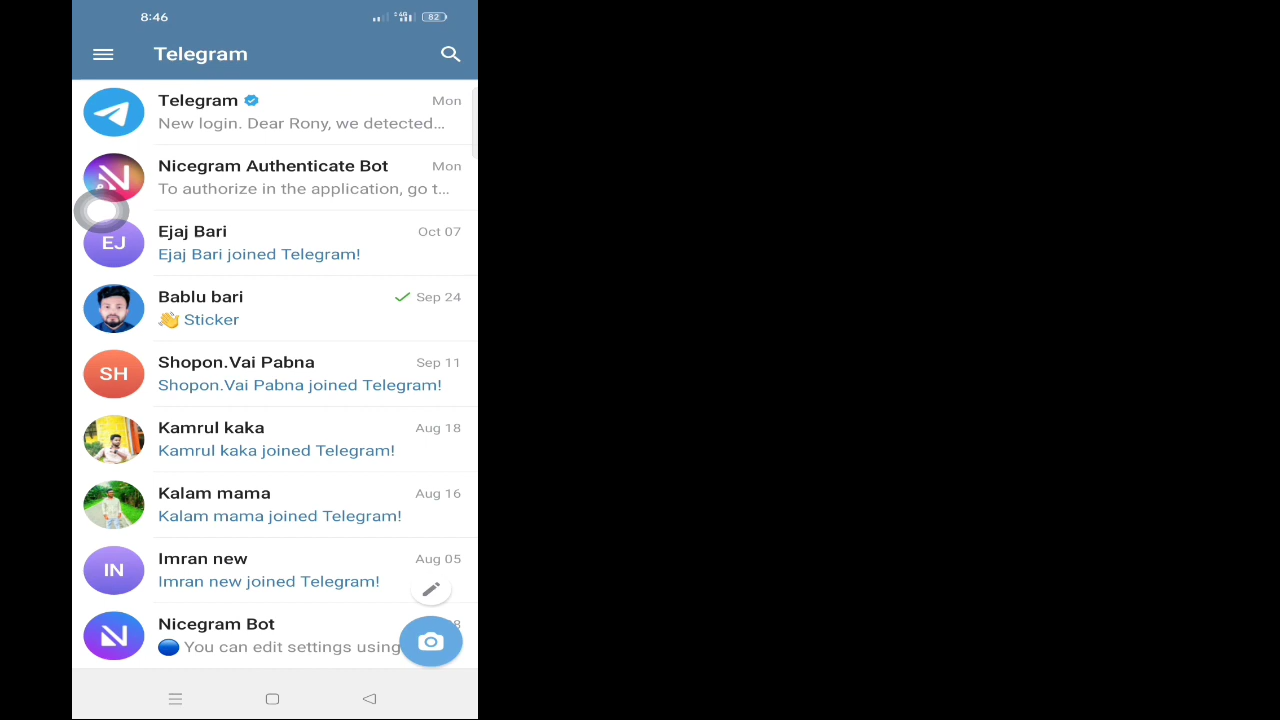 8:46
4G
82
Telegram
Telegram
Mon
New login. Dear Rony, we detected...
Nicegram Authenticate Bot
Mon
To authorize in the application, go t...
EJ
Ejaj Bari
Oct 07
Ejaj Bari joined Telegram!
Bablu bari
Sep 24
👋 Sticker
SH
Shopon.Vai Pabna
Sep 11
Shopon.Vai Pabna joined Telegram!
Kamrul kaka
Aug 18
Kamrul kaka joined Telegram!
Kalam mama
Aug 16
Kalam mama joined Telegram!
IN
Imran new
Aug 05
Imran new joined Telegram!
Nicegram Bot
8
🔵 You can edit settings using